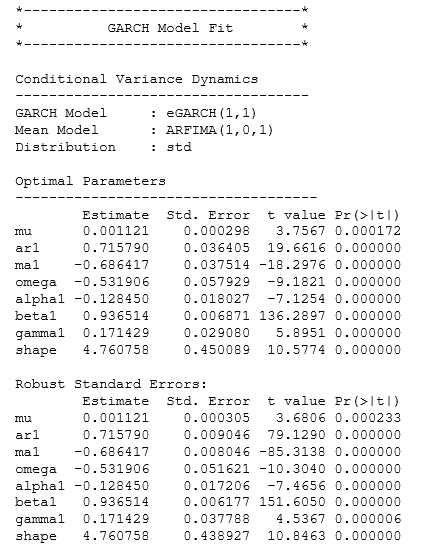 *---------------------------------*
*          GARCH Model Fit        *
*---------------------------------*
Conditional Variance Dynamics
-----------------------------------
GARCH Model     : eGARCH(1,1)
Mean Model      : ARFIMA(1,0,1)
Distribution    : std
Optimal Parameters
------------------------------------
        Estimate  Std. Error   t value Pr(>|t|)
mu      0.001121    0.000298    3.7567 0.000172
ar1     0.715790    0.036405   19.6616 0.000000
ma1    -0.686417    0.037514  -18.2976 0.000000
omega  -0.531906    0.057929   -9.1821 0.000000
alpha1 -0.128450    0.018027   -7.1254 0.000000
beta1   0.936514    0.006871  136.2897 0.000000
gamma1  0.171429    0.029080    5.8951 0.000000
shape   4.760758    0.450089   10.5774 0.000000
Robust Standard Errors:
        Estimate  Std. Error   t value Pr(>|t|)
mu      0.001121    0.000305    3.6806 0.000233
ar1     0.715790    0.009046   79.1290 0.000000
ma1    -0.686417    0.008046  -85.3138 0.000000
omega  -0.531906    0.051621  -10.3040 0.000000
alpha1 -0.128450    0.017206   -7.4656 0.000000
beta1   0.936514    0.006177  151.6050 0.000000
gamma1  0.171429    0.037788    4.5367 0.000006
shape   4.760758    0.438927   10.8463 0.000000